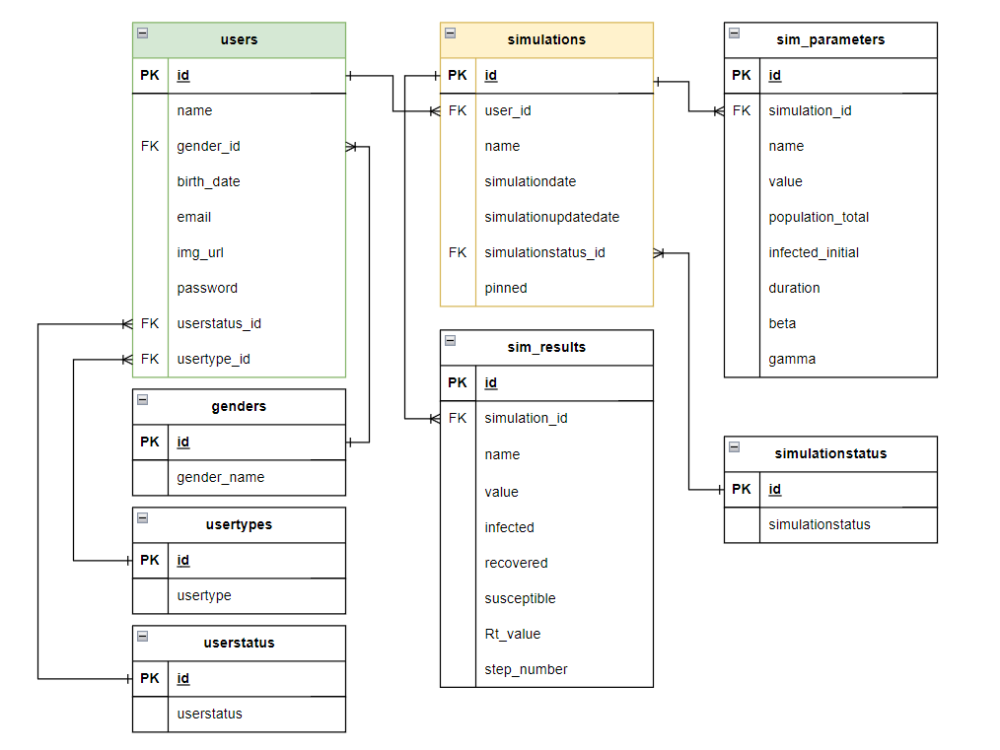 users
PK id
name
FK gender_id
birth_date
email
img_url
password
FK userstatus_id
FK usertype_id
genders
PK id
gender_name
usertypes
PK id
usertype
userstatus
PK id
userstatus
simulations
PK id
FK user_id
name
simulationdate
simulationupdatedate
FK simulationstatus_id
pinned
sim_results
PK id
FK simulation_id
name
value
infected
recovered
susceptible
Rt_value
step_number
sim_parameters
PK id
FK simulation_id
name
value
population_total
infected_initial
duration
beta
gamma
simulationstatus
PK id
simulationstatus